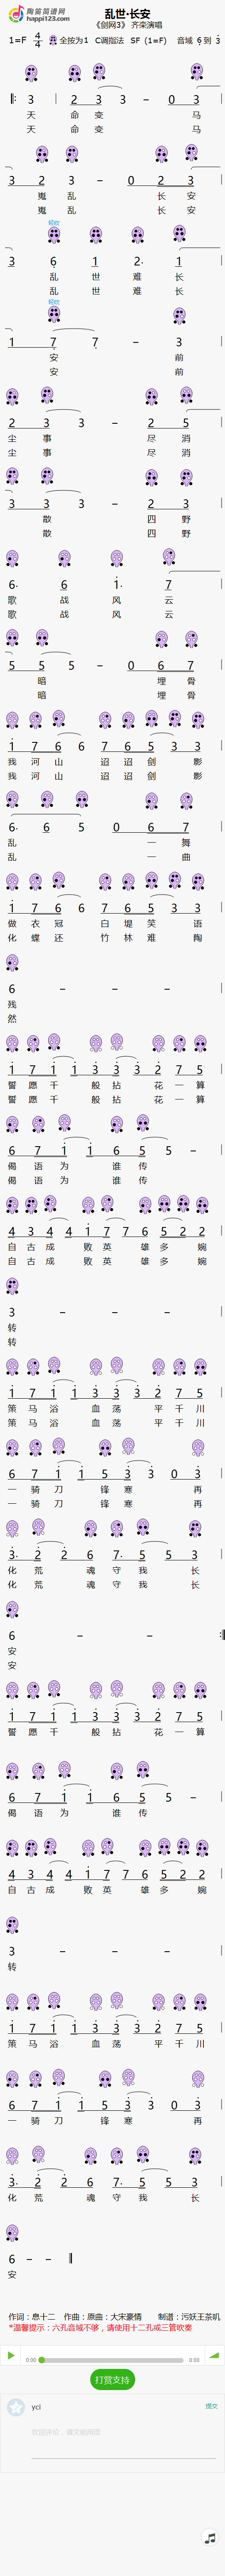 陶笛简谱网
happi123.com
乱世·长安
《剑网3》 齐栾演唱
1=F 4/4 全按为1 C调指法 SF (1=F) 音域 6 到 3
3 2 3 3 – 0 3
天 命 变 马
天 命 变 马
3 2 3 – 0 2 3
嵬 乱 长 安
嵬 乱 长 安
轻吹
3 6 1 2· 1
乱 世 难 长
乱 世 难 长
轻吹
1 7 7 – 3
安 前
安 前
2 3 3 – 2 5
尘 事 尽 消
尘 事 尽 消
3 3 3 – 2 3
散 四 野
散 四 野
6· 6 1· 7
歌 战 风 云
歌 战 风 云
5 5 5 – 0 6 7
暗 埋 骨
暗 埋 骨
1 7 6 6 7 6 5 3 3
我 河 山 迢 迢 剑 影
我 河 山 迢 迢 剑 影
6· 6 5 0 6 7
乱 一 舞
乱 一 曲
1 7 6 6 7 6 5 3 3
做 衣 冠 白 堤 笑 语
化 蝶 还 竹 林 难 陶
6 – – –
残
然
1 7 1 1 3 3 3 2 7 5
誓 愿 千 般 拈 花 一 算
誓 愿 千 般 拈 花 一 算
6 7 1 1 6 5 5 –
偈 语 为 谁 传
偈 语 为 谁 传
4 3 4 4 1 7 7 6 5 2 2
自 古 成 败 英 雄 多 婉
自 古 成 败 英 雄 多 婉
3 – – –
转
转
1 7 1 1 3 3 3 2 7 5
策 马 浴 血 荡 平 千 川
策 马 浴 血 荡 平 千 川
6 7 1 1 5 3 3 0 3
一 骑 刀 锋 寒 再
一 骑 刀 锋 寒 再
3· 2 2 6 7· 5 5 3
化 荒 魂 守 我 长
化 荒 魂 守 我 长
6 – – –
安
安
1 7 1 1 3 3 3 2 7 5
誓 愿 千 般 拈 花 一 算
6 7 1 1 6 5 5 –
偈 语 为 谁 传
4 3 4 4 1 7 7 6 5 2 2
自 古 成 败 英 雄 多 婉
3 – – –
转
1 7 1 1 3 3 3 2 7 5
策 马 浴 血 荡 平 千 川
6 7 1 1 5 3 3 0 3
一 骑 刀 锋 寒 再
3· 2 2 6 7· 5 5 3
化 荒 魂 守 我 长
6 – –
安
作词：息十二 作曲：原曲：大宋豪情 制谱：污妖王茶叽
*温馨提示：六孔音域不够，请使用十二孔或三管吹奏
0:00 0:00
打赏支持
yci 提交
欢迎评论，请文明用语